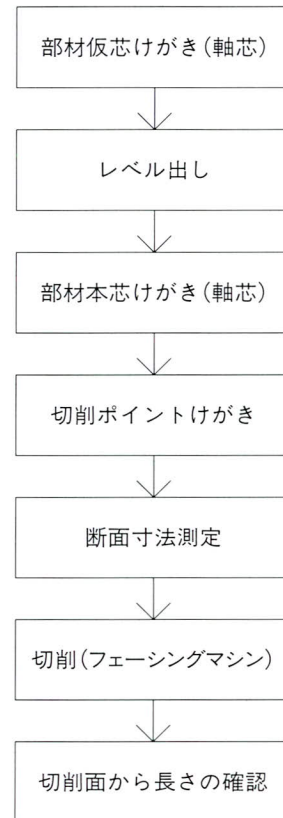 部材仮芯けがき(軸芯)
レベル出し
部材本芯けがき(軸芯)
切削ポイントけがき
断面寸法測定
切削(フェーシングマシン)
切削面から長さの確認